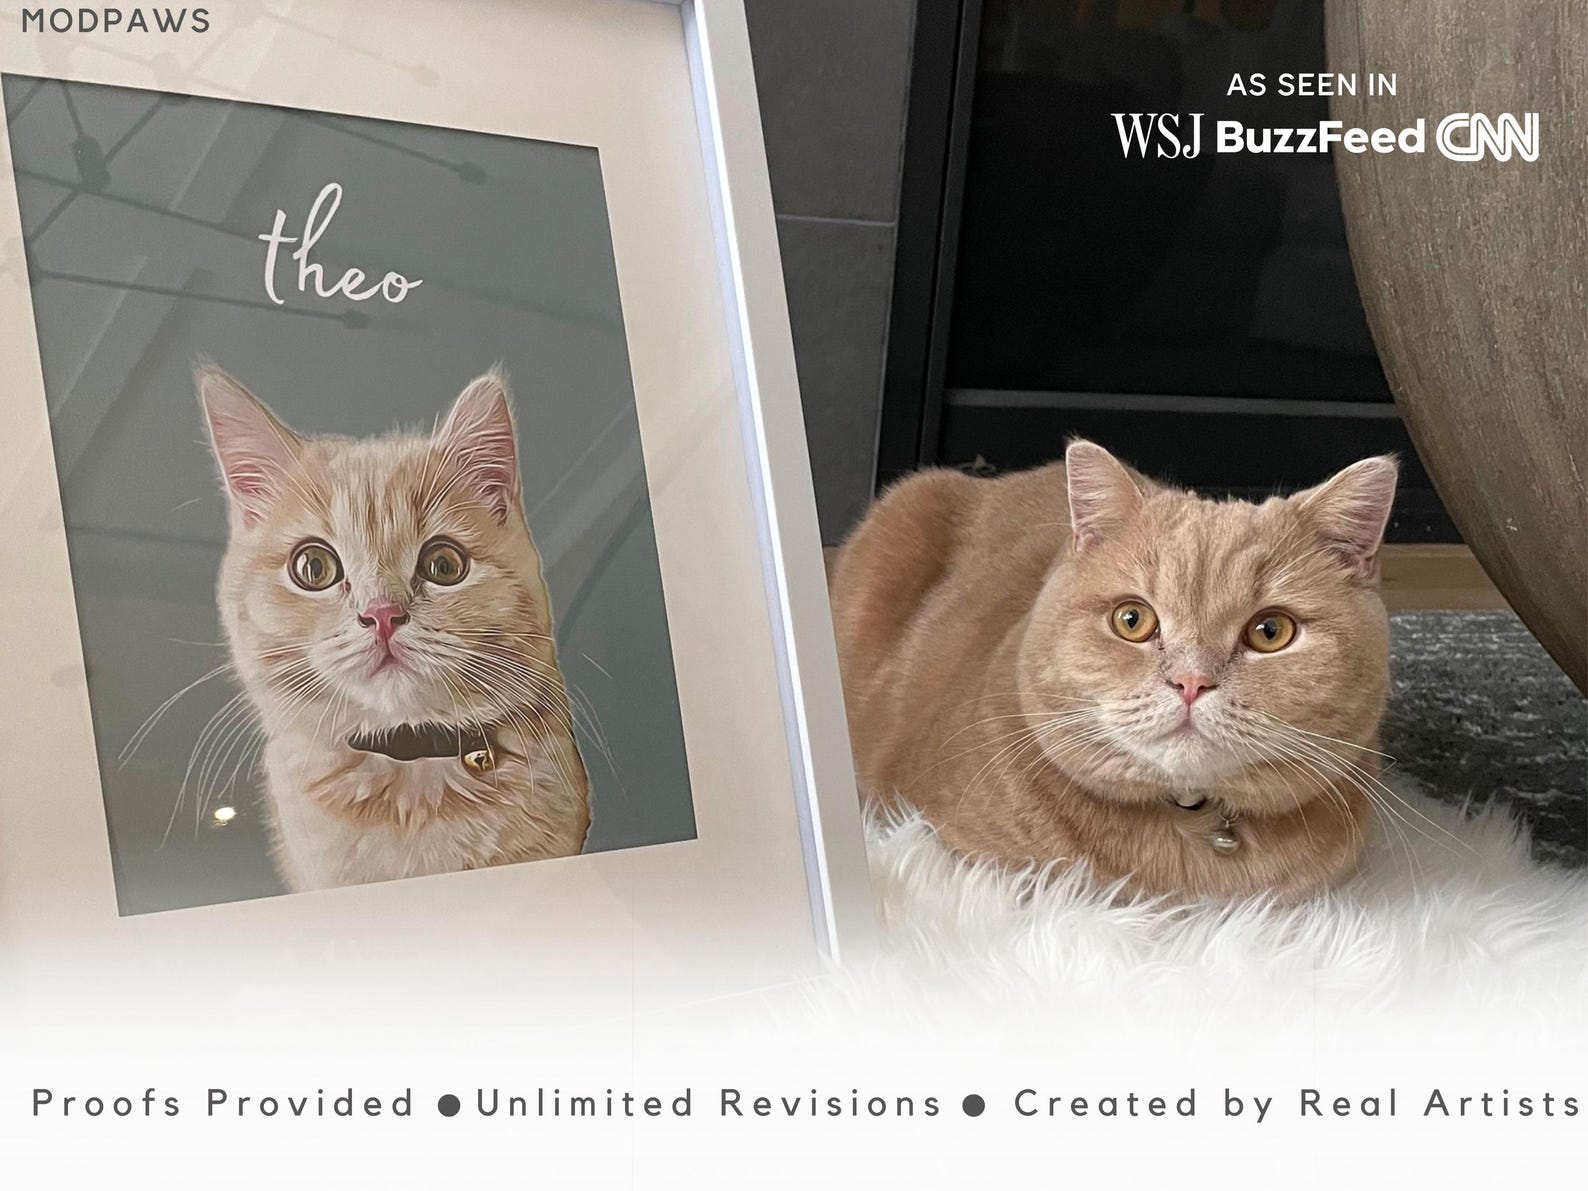 MODPAWS
AS SEEN IN
WSJ BuzzFeed CNN
theo
Proofs Provided ● Unlimited Revisions ● Created by Real Artists